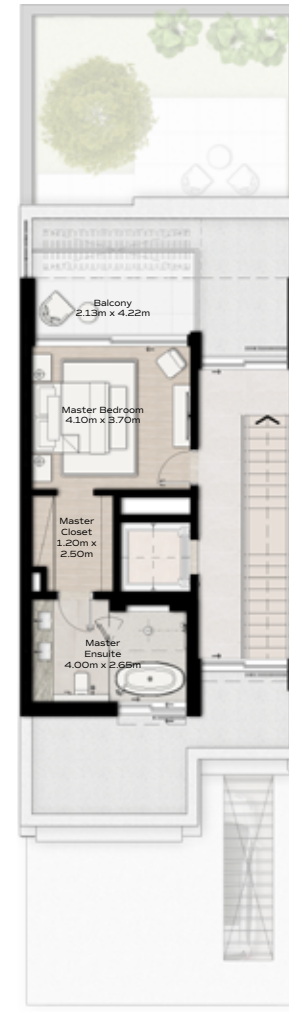 Balcony
2.13m x 4.22m
Master Bedroom
4.10m x 3.70m
Master
Closet
1.20m x
2.50m
Master
Ensuite
4.00m x 2.65m